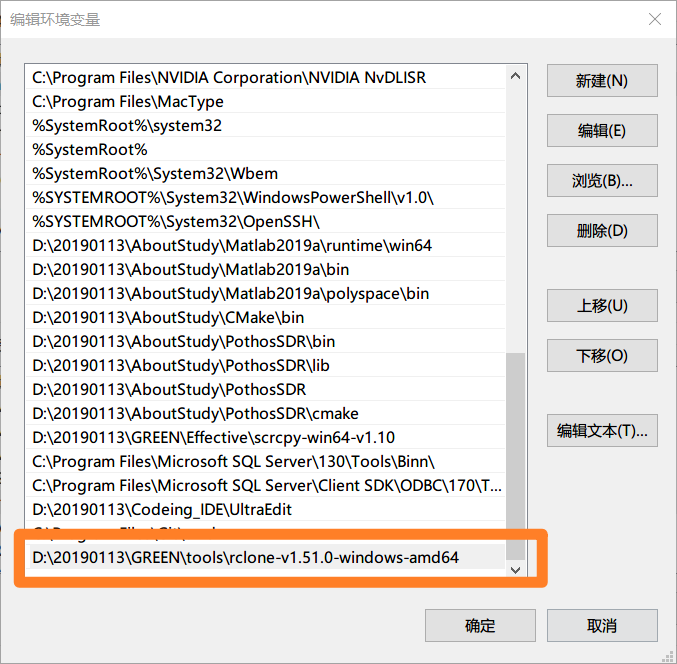 编辑环境变量
C:\Program Files\NVIDIA Corporation\NVIDIA NvDLISR
C:\Program Files\MacType
%SystemRoot%\system32
%SystemRoot%
%SystemRoot%\System32\Wbem
%SYSTEMROOT%\System32\WindowsPowerShell\v1.0\
%SYSTEMROOT%\System32\OpenSSH\
D:\20190113\AboutStudy\Matlab2019a\runtime\win64
D:\20190113\AboutStudy\Matlab2019a\bin
D:\20190113\AboutStudy\Matlab2019a\polyspace\bin
D:\20190113\AboutStudy\CMake\bin
D:\20190113\AboutStudy\PothosSDR\bin
D:\20190113\AboutStudy\PothosSDR\lib
D:\20190113\AboutStudy\PothosSDR
D:\20190113\AboutStudy\PothosSDR\cmake
D:\20190113\GREEN\Effective\scrcpy-win64-v1.10
C:\Program Files\Microsoft SQL Server\130\Tools\Binn\
C:\Program Files\Microsoft SQL Server\Client SDK\ODBC\170\T...
D:\20190113\Codeing_IDE\UltraEdit
D:\20190113\GREEN\tools\rclone-v1.51.0-windows-amd64
新建(N)
编辑(E)
浏览(B)...
删除(D)
上移(U)
下移(O)
编辑文本(T)...
确定
取消